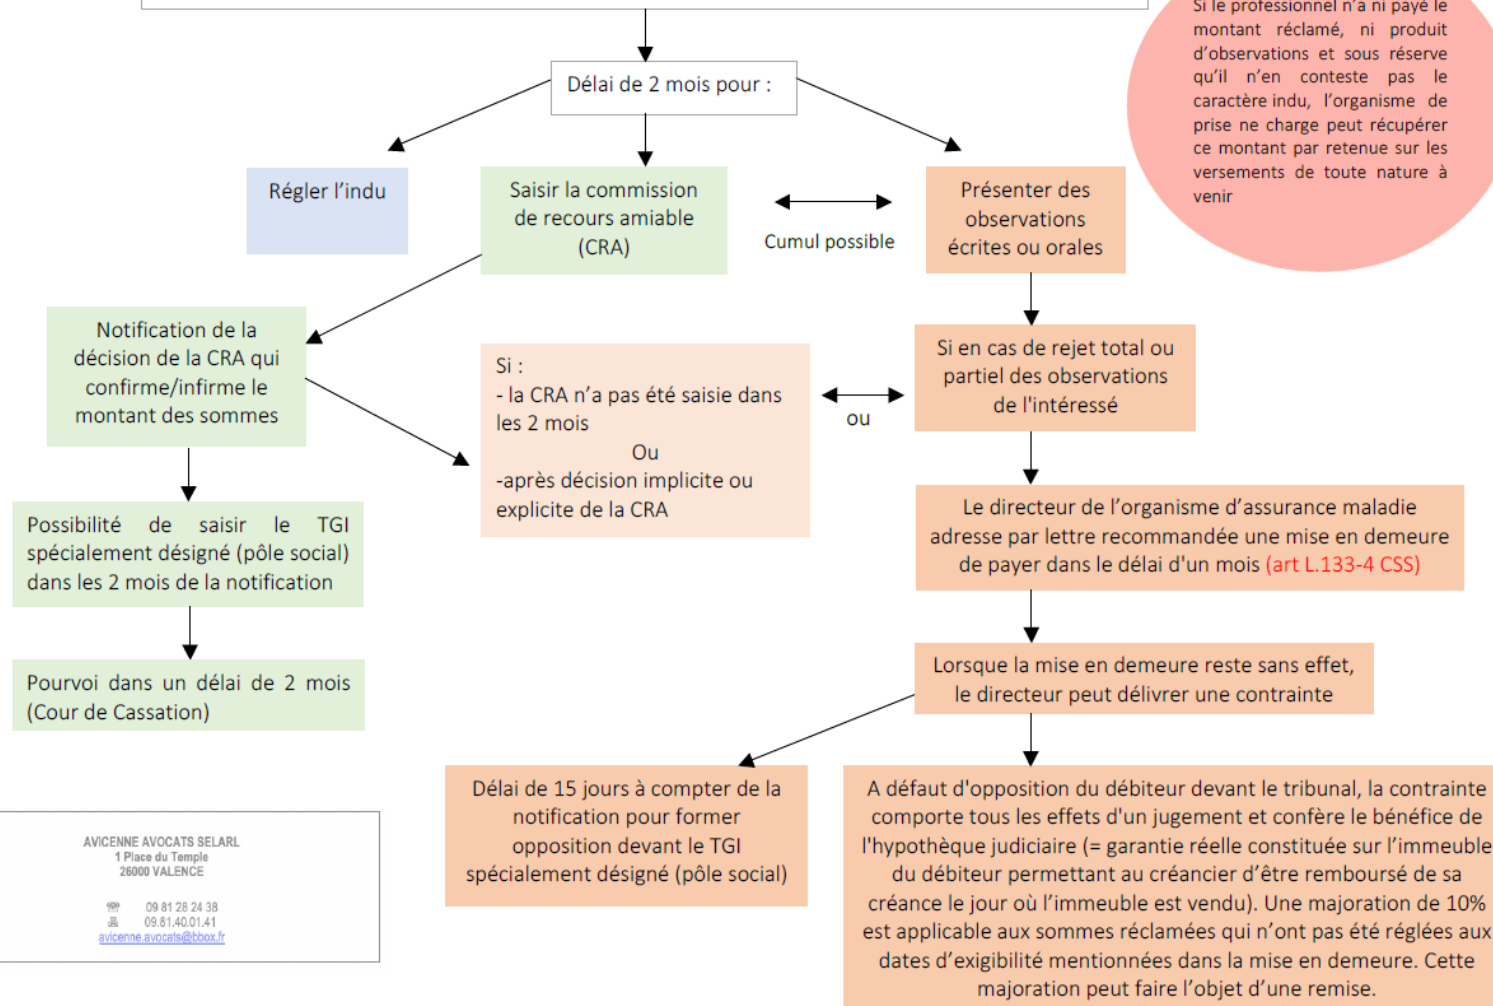 Si le professionnel n'a ni payé le
montant réclamé, ni produit
d'observations et sous réserve
qu'il n'en conteste pas le
caractère indu, l'organisme de
prise ne charge peut récupérer
ce montant par retenue sur les
versements de toute nature à
venir
Délai de 2 mois pour :
Régler l'indu
Saisir la commission
de recours amiable
(CRA)
Cumul possible
Présenter des
observations
écrites ou orales
Notification de la
décision de la CRA qui
confirme/infirme le
montant des sommes
Si :
- la CRA n'a pas été saisie dans
les 2 mois
Ou
-après décision implicite ou
explicite de la CRA
ou
Si en cas de rejet total ou
partiel des observations
de l'intéressé
Possibilité de saisir le TGI
spécialement désigné (pôle social)
dans les 2 mois de la notification
Le directeur de l'organisme d'assurance maladie
adresse par lettre recommandée une mise en demeure
de payer dans le délai d'un mois (art L.133-4 CSS)
Pourvoi dans un délai de 2 mois
(Cour de Cassation)
Lorsque la mise en demeure reste sans effet,
le directeur peut délivrer une contrainte
Délai de 15 jours à compter de la
notification pour former
opposition devant le TGI
spécialement désigné (pôle social)
A défaut d'opposition du débiteur devant le tribunal, la contrainte
comporte tous les effets d'un jugement et confère le bénéfice de
l'hypothèque judiciaire (= garantie réelle constituée sur l'immeuble
du débiteur permettant au créancier d'être remboursé de sa
créance le jour où l'immeuble est vendu). Une majoration de 10%
est applicable aux sommes réclamées qui n'ont pas été réglées aux
dates d'exigibilité mentionnées dans la mise en demeure. Cette
majoration peut faire l'objet d'une remise.
AVICENNE AVOCATS SELARL
1 Place du Temple
26000 VALENCE
09 81 28 24 38
09.81.40.01.41
avicenne.avocats@bbox.fr